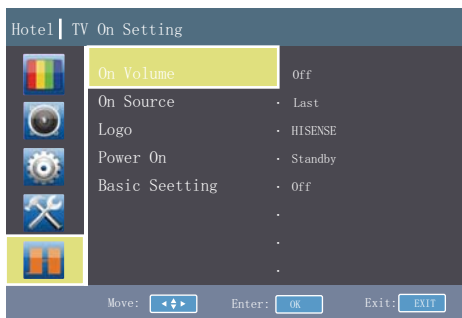 Hotel TV On Setting
On Volume Off
On Source · Last
Logo · HISENSE
Power On · Standby
Basic Seetting · Off
·
·
·
Move: Enter: OK Exit: EXIT